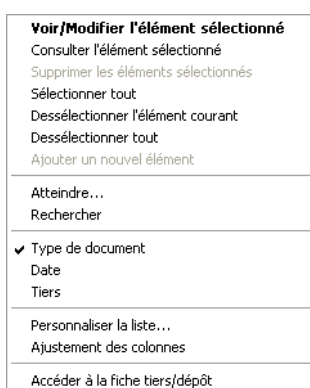 Voir/Modifier l'élément sélectionné
Consulter l'élément sélectionné
Supprimer les éléments sélectionnés
Sélectionner tout
Dessélectionner l'élément courant
Dessélectionner tout
Ajouter un nouvel élément
Atteindre...
Rechercher
Type de document
Date
Tiers
Personnaliser la liste...
Ajustement des colonnes
Accéder à la fiche tiers/dépôt